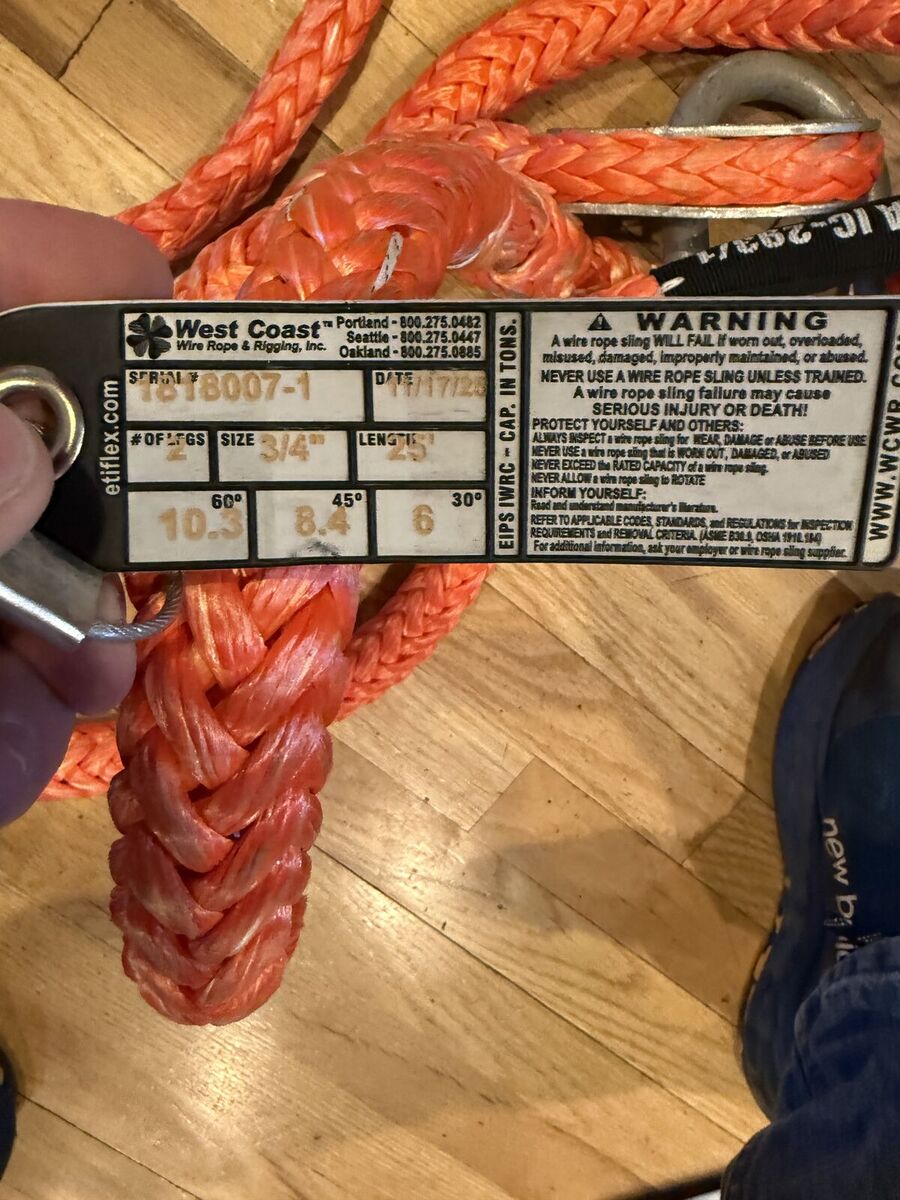 West Coast™
Wire Rope & Rigging, Inc.
Portland - 800.275.0482
Seattle - 800.275.0447
Oakland - 800.275.0885
SERIAL #
1818007-1
DATE
11/17/25
# OF LEGS
2
SIZE
3/4"
LENGTH
25'
60°
10.3
45°
8.4
30°
6
etiflex.com
EIPS IWRC - CAP. IN TONS.
WARNING
A wire rope sling WILL FAIL if worn out, overloaded,
misused, damaged, improperly maintained, or abused.
NEVER USE A WIRE ROPE SLING UNLESS TRAINED.
A wire rope sling failure may cause
SERIOUS INJURY OR DEATH!
PROTECT YOURSELF AND OTHERS:
ALWAYS INSPECT a wire rope sling for WEAR, DAMAGE or ABUSE BEFORE USE
NEVER USE a wire rope sling that is WORN OUT, DAMAGED, or ABUSED
NEVER EXCEED the RATED CAPACITY of a wire rope sling.
NEVER ALLOW a wire rope sling to ROTATE
INFORM YOURSELF:
Read and understand manufacturer's literature.
REFER TO APPLICABLE CODES, STANDARDS, and REGULATIONS for INSPECTION
REQUIREMENTS and REMOVAL CRITERIA. (ASME B30.9, OSHA 1910.184)
For additional information, ask your employer or wire rope sling supplier.
WWW.WCWR.COM
new